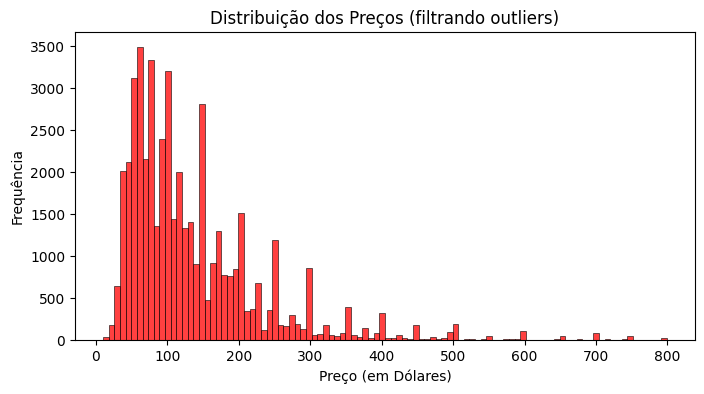 Distribuição dos Preços (filtrando outliers)
Frequência
3500
3000
2500
2000
1500
1000
500
0
0 100 200 300 400 500 600 700 800
Preço (em Dólares)